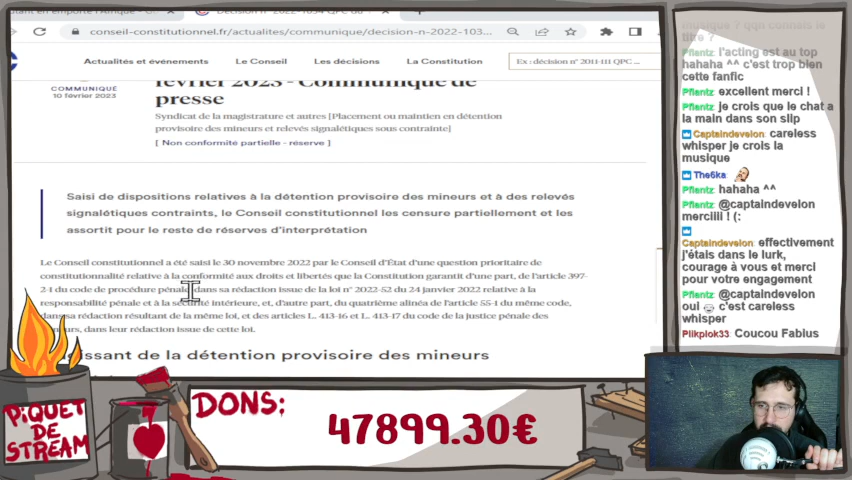 conseil-constitutionnel.fr/actualites/communique/decision-n-2022-103...
Actualités et événements
Le Conseil
Les décisions
La Constitution
Ex : décision n° 2011-111 QPC ...
COMMUNIQUÉ
10 février 2023
février 2023 - Communiqué de
presse
Syndicat de la magistrature et autres [Placement ou maintien en détention
provisoire des mineurs et relevés signalétiques sous contrainte]
[ Non conformité partielle - réserve ]
Saisi de dispositions relatives à la détention provisoire des mineurs et à des relevés
signalétiques contraints, le Conseil constitutionnel les censure partiellement et les
assortit pour le reste de réserves d'interprétation
Le Conseil constitutionnel a été saisi le 30 novembre 2022 par le Conseil d'État d'une question prioritaire de
constitutionnalité relative à la conformité aux droits et libertés que la Constitution garantit d'une part, de l'article 397-
2-1 du code de procédure pénale, dans sa rédaction issue de la loi n° 2022-52 du 24 janvier 2022 relative à la
responsabilité pénale et à la sécurité intérieure, et, d'autre part, du quatrième alinéa de l'article 55-1 du même code,
dans sa rédaction résultant de la même loi, et des articles L. 413-16 et L. 413-17 du code de la justice pénale des
mineurs, dans leur rédaction issue de cette loi.
issant de la détention provisoire des mineurs
musique ? qqn connais le
titre ?
Pflantz: l'acting est au top
hahaha ^^ c'est trop bien
cette fanfic
Pflantz: excellent merci !
Pflantz: je crois que le chat a
la main dans son slip
Captaindevelon: careless
whisper je crois la
musique
The6ka
Pflantz: hahaha ^^
Pflantz: @captaindevelon
merciiii ! (:
Captaindevelon: effectivement
j'étais dans le lurk,
courage à vous et merci
pour votre engagement
Pflantz: @captaindevelon
oui c'est careless
whisper
Plikplok33 Coucou Fabius
PiQUET
DE
STREAM
DONS:
47899.30€